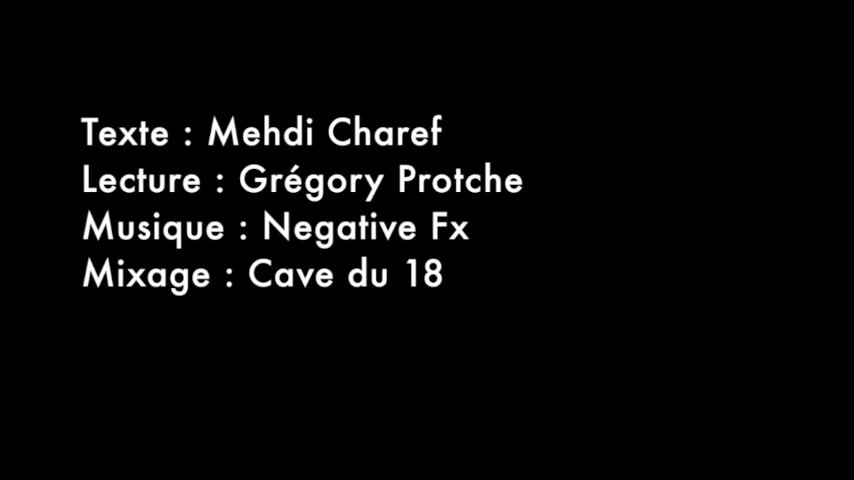 Texte : Mehdi Charef
Lecture : Grégory Protche
Musique : Negative Fx
Mixage : Cave du 18